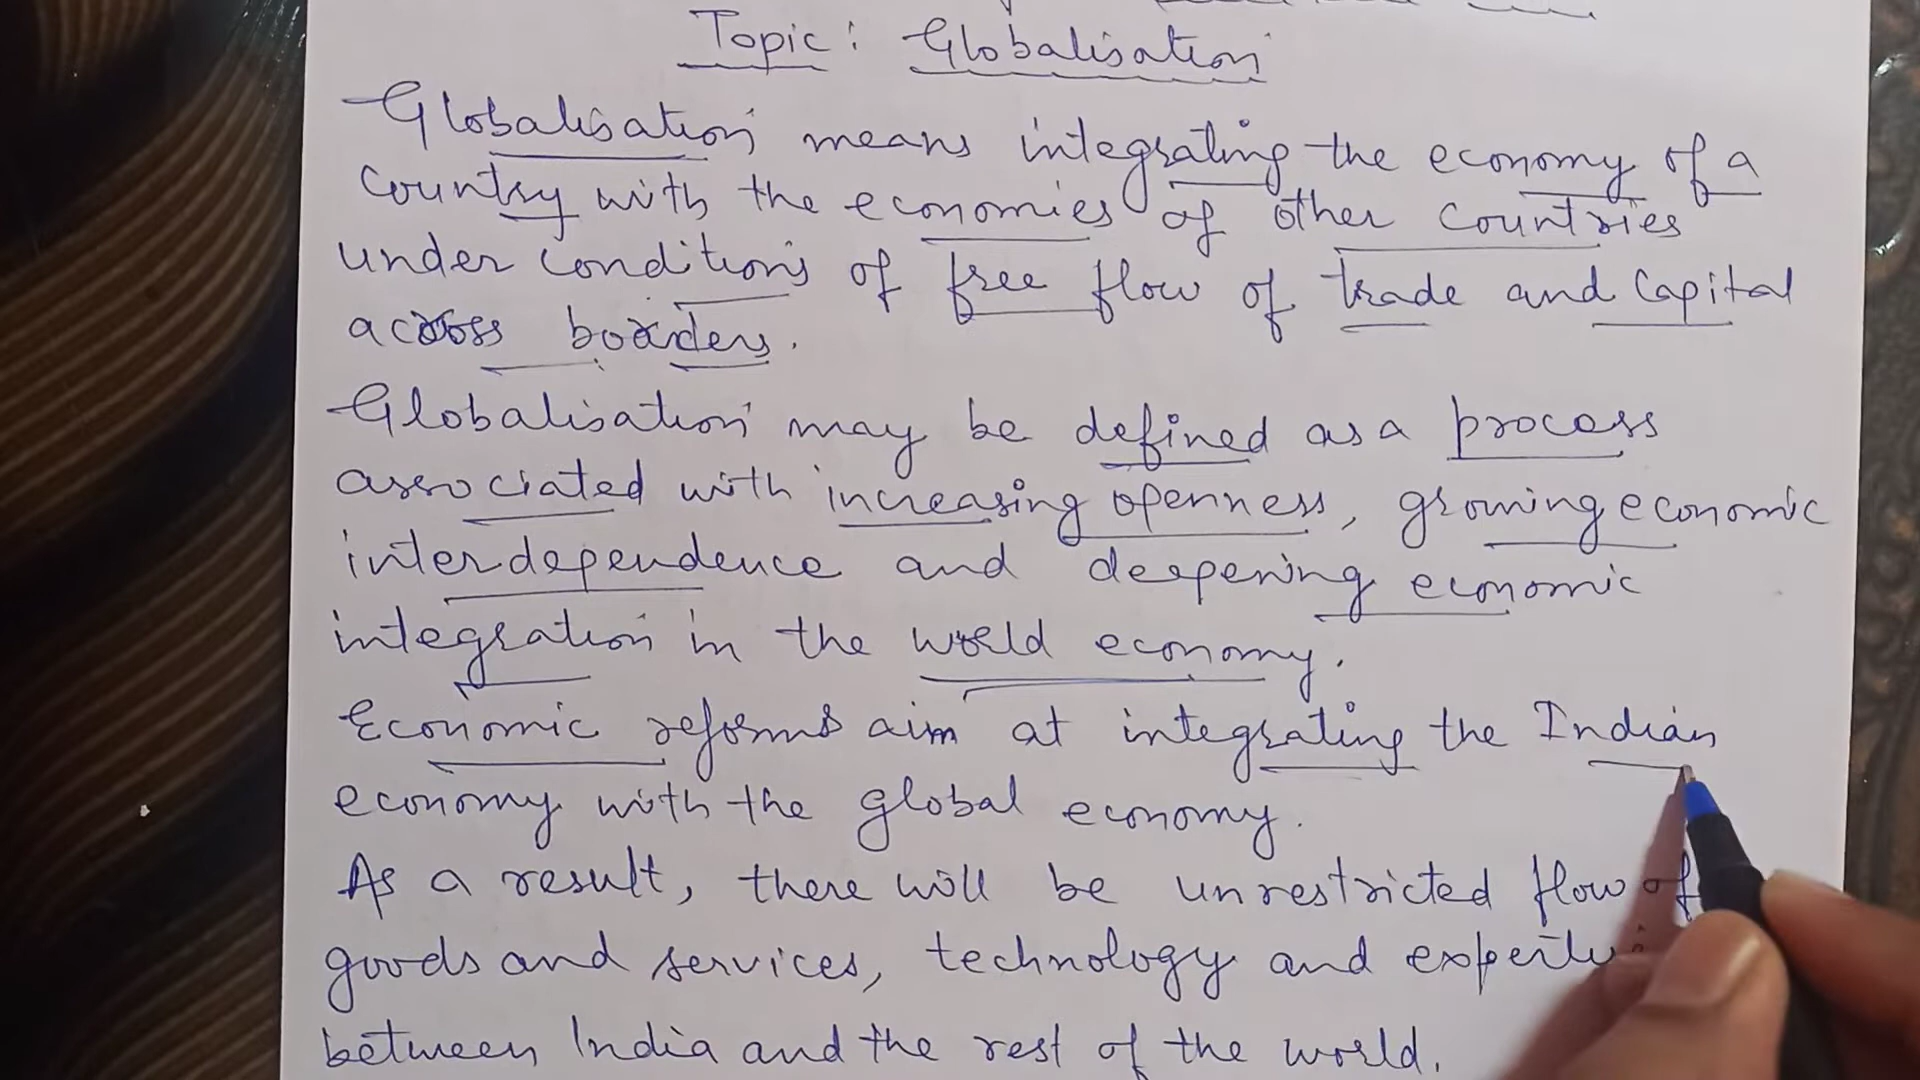 Topic: Globalisation
Globalisation means integrating the economy of a
country with the economies of other countries
under conditions of free flow of trade and capital
across borders.
Globalisation may be defined as a process
associated with increasing openness, growing economic
interdependence and deepening economic
integration in the world economy.
Economic reforms aim at integrating the Indian
economy with the global economy.
As a result, there will be unrestricted flow of
goods and services, technology and expertise
between India and the rest of the world.